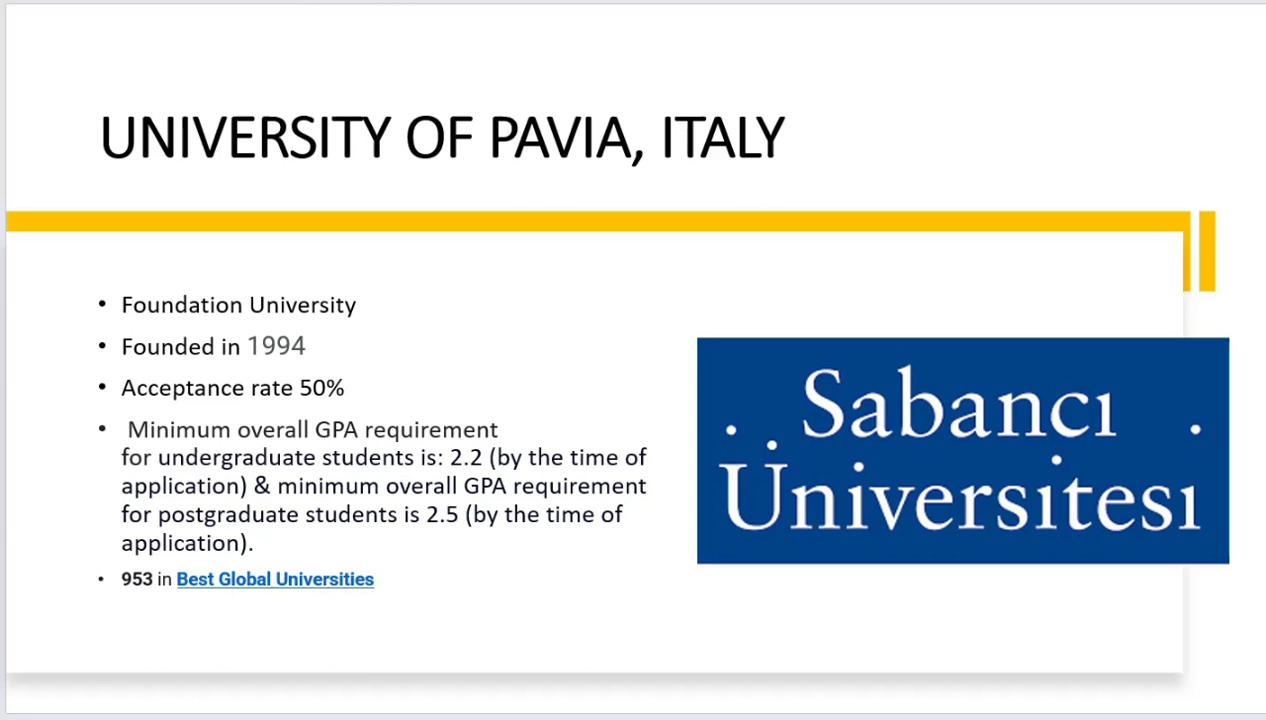 UNIVERSITY OF PAVIA, ITALY
• Foundation University
• Founded in 1994
• Acceptance rate 50%
• Minimum overall GPA requirement
for undergraduate students is: 2.2 (by the time of
application) & minimum overall GPA requirement
for postgraduate students is 2.5 (by the time of
application).
• 953 in Best Global Universities
Sabancı
Üniversitesi